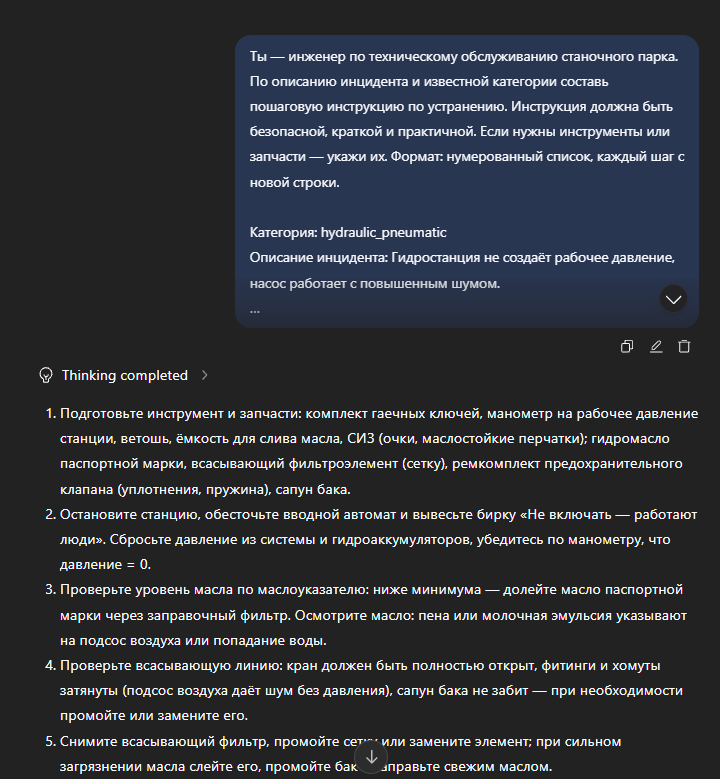 Ты — инженер по техническому обслуживанию станочного парка.
По описанию инцидента и известной категории составь
пошаговую инструкцию по устранению. Инструкция должна быть
безопасной, краткой и практичной. Если нужны инструменты или
запчасти — укажи их. Формат: нумерованный список, каждый шаг с
новой строки.
Категория: hydraulic_pneumatic
Описание инцидента: Гидростанция не создаёт рабочее давление,
насос работает с повышенным шумом.
...
Thinking completed
1. Подготовьте инструмент и запчасти: комплект гаечных ключей, манометр на рабочее давление
станции, ветошь, ёмкость для слива масла, СИЗ (очки, маслостойкие перчатки); гидромасло
паспортной марки, всасывающий фильтроэлемент (сетку), ремкомплект предохранительного
клапана (уплотнения, пружина), сапун бака.
2. Остановите станцию, обесточьте вводной автомат и вывесьте бирку «Не включать — работают
люди». Сбросьте давление из системы и гидроаккумуляторов, убедитесь по манометру, что
давление = 0.
3. Проверьте уровень масла по маслоуказателю: ниже минимума — долейте масло паспортной
марки через заправочный фильтр. Осмотрите масло: пена или молочная эмульсия указывают
на подсос воздуха или попадание воды.
4. Проверьте всасывающую линию: кран должен быть полностью открыт, фитинги и хомуты
затянуты (подсос воздуха даёт шум без давления), сапун бака не забит — при необходимости
промойте или замените его.
5. Снимите всасывающий фильтр, промойте сетку или замените элемент; при сильном
загрязнении масла слейте его, промойте бак заправьте свежим маслом.